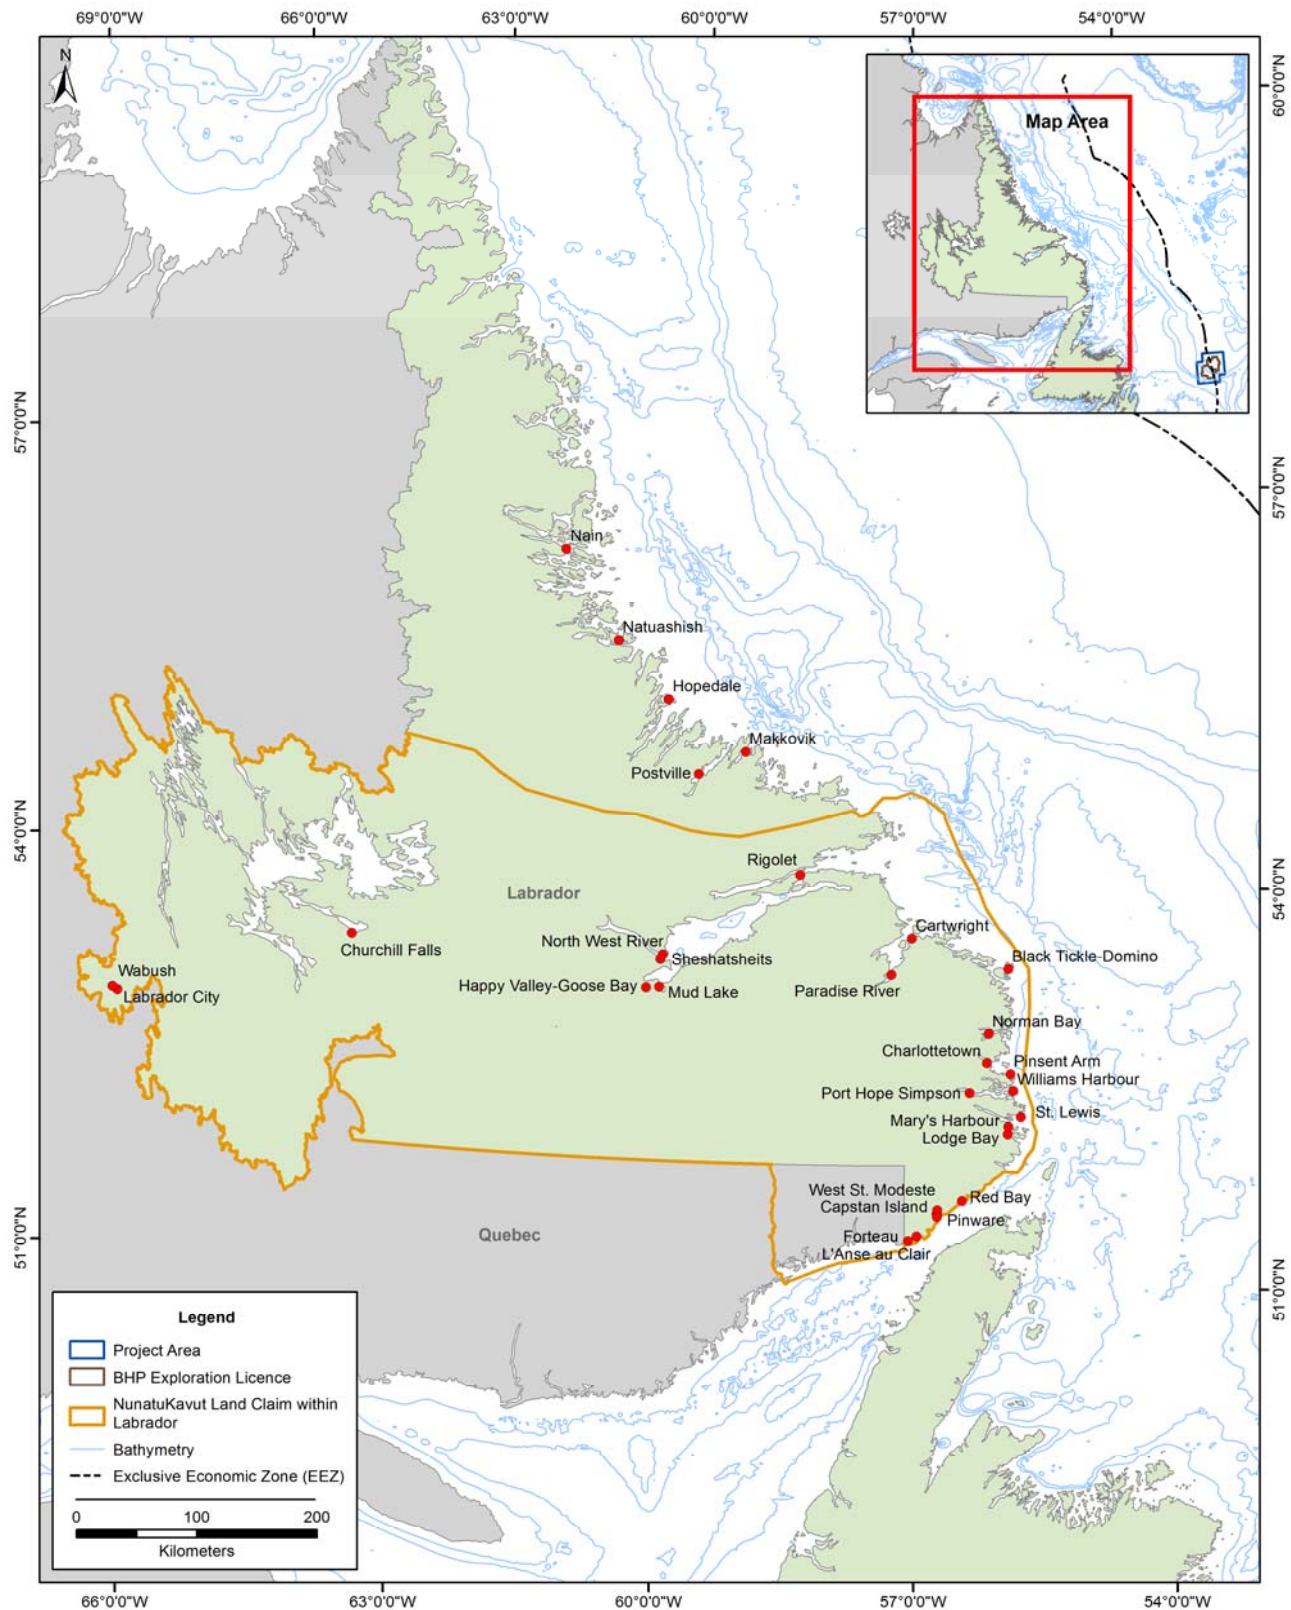 69°0'0"W 66°0'0"W 63°0'0"W 60°0'0"W 57°0'0"W 54°0'0"W
N
60°0'0"N
Map Area
57°0'0"N
57°0'0"N
Nain
Natuashish
Hopedale
Makkovik
Postville
54°0'0"N
54°0'0"N
Rigolet
Labrador
Cartwright
Churchill Falls
North West River
Sheshatsheits
Black Tickle-Domino
Wabush
Labrador City
Happy Valley-Goose Bay
Mud Lake
Paradise River
Norman Bay
Charlottetown
Pinsent Arm
Williams Harbour
Port Hope Simpson
St. Lewis
Mary's Harbour
Lodge Bay
West St. Modeste
Capstan Island
Red Bay
Pinware
Forteau
L'Anse au Clair
Quebec
51°0'0"N
51°0'0"N
Legend
Project Area
BHP Exploration Licence
NunatuKavut Land Claim within
Labrador
Bathymetry
Exclusive Economic Zone (EEZ)
0 100 200
Kilometers
66°0'0"W 63°0'0"W 60°0'0"W 57°0'0"W 54°0'0"W